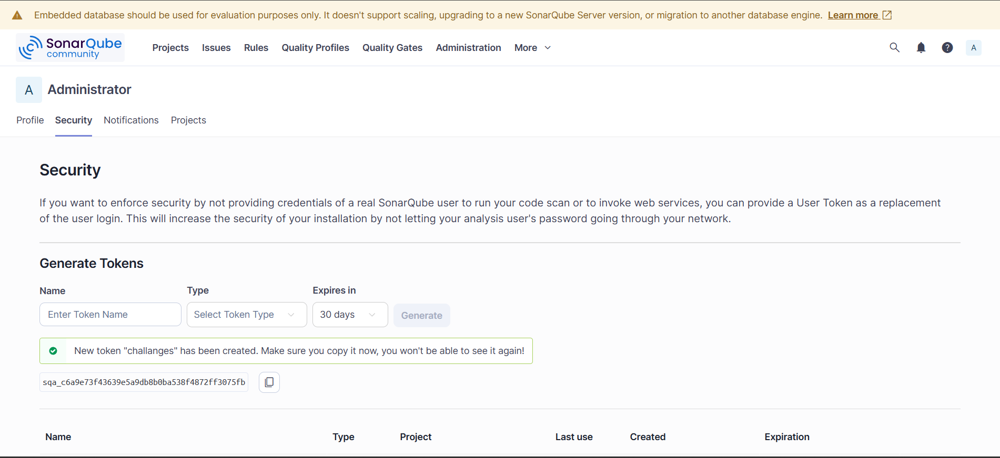 Embedded database should be used for evaluation purposes only. It doesn't support scaling, upgrading to a new SonarQube Server version, or migration to another database engine. Learn more
SonarQube community Projects Issues Rules Quality Profiles Quality Gates Administration More ? A
A Administrator
Profile Security Notifications Projects
Security
If you want to enforce security by not providing credentials of a real SonarQube user to run your code scan or to invoke web services, you can provide a User Token as a replacement
of the user login. This will increase the security of your installation by not letting your analysis user's password going through your network.
Generate Tokens
Name Type Expires in
Enter Token Name Select Token Type 30 days Generate
New token "challanges" has been created. Make sure you copy it now, you won't be able to see it again!
sqa_c6a9e73f43639e5a9db8b0ba538f4872ff3075fb
Name Type Project Last use Created Expiration